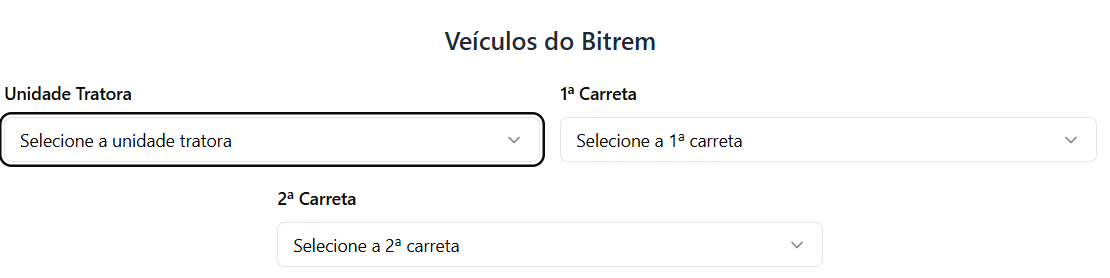 Veículos do Bitrem
Unidade Tratora
1ª Carreta
Selecione a unidade tratora
Selecione a 1ª carreta
2ª Carreta
Selecione a 2ª carreta